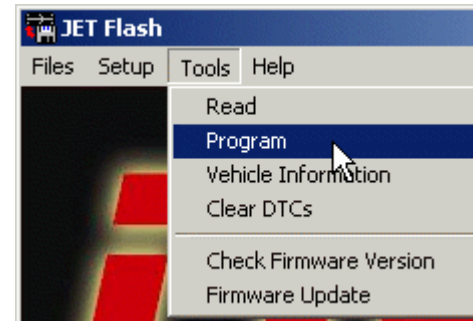 JET Flash
Files Setup Tools Help
Read
Program
Vehicle Information
Clear DTCs
Check Firmware Version
Firmware Update